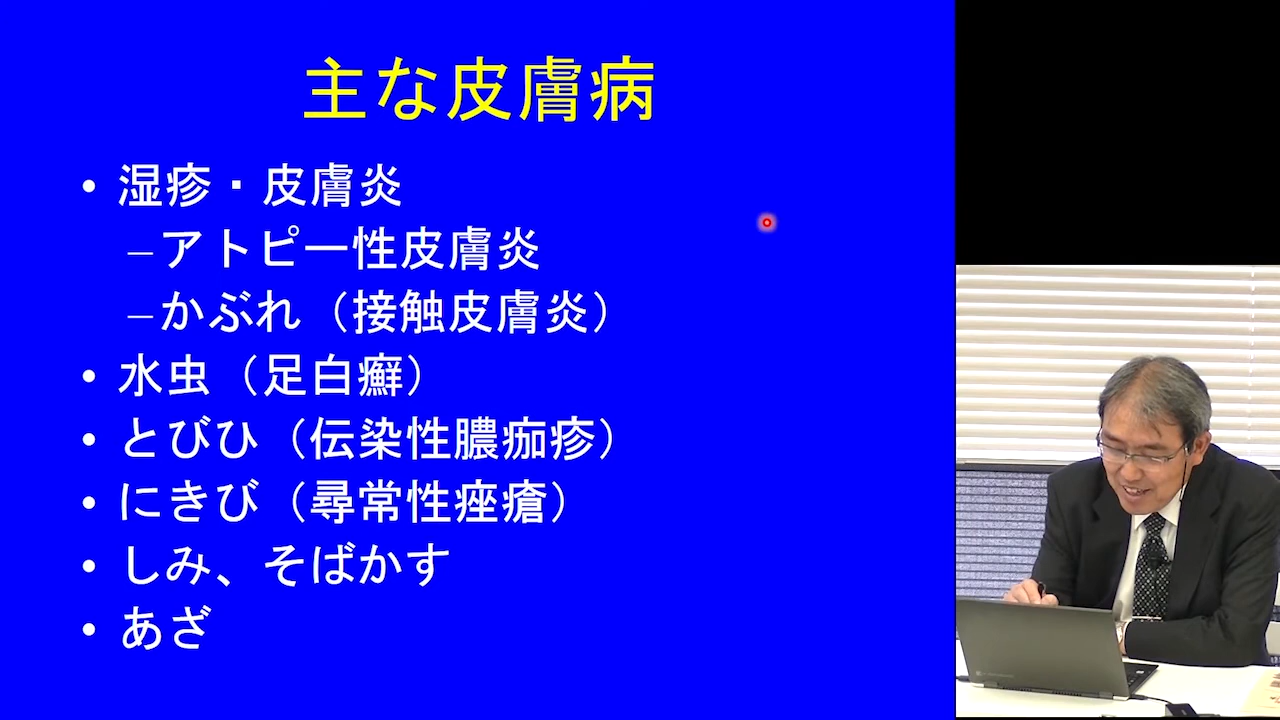 主な皮膚病
• 湿疹・皮膚炎
–アトピー性皮膚炎
–かぶれ（接触皮膚炎）
• 水虫（足白癬）
• とびひ（伝染性膿痂疹）
• にきび（尋常性痤瘡）
• しみ、そばかす
• あざ